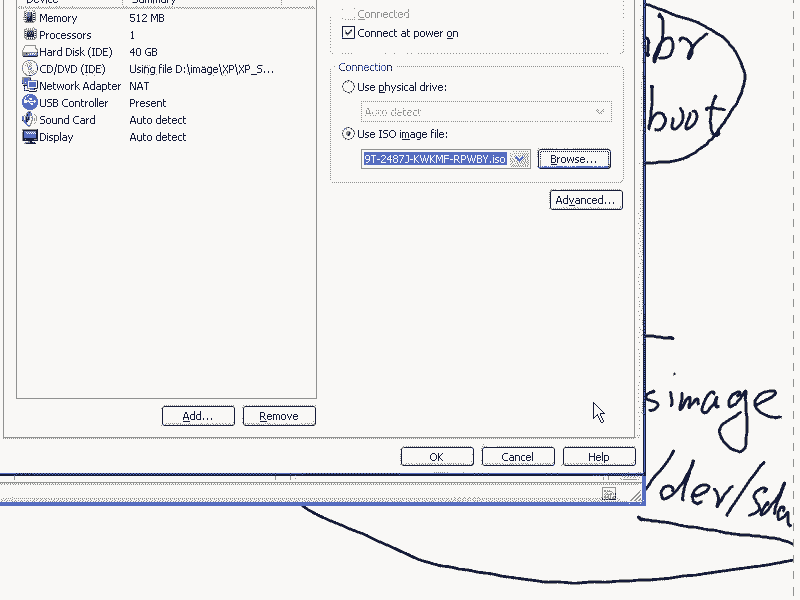 Device Summary
Memory 512 MB
Processors 1
Hard Disk (IDE) 40 GB
CD/DVD (IDE) Using file D:\image\XP\XP_S...
Network Adapter NAT
USB Controller Present
Sound Card Auto detect
Display Auto detect
Add... Remove
Connected
Connect at power on
Connection
Use physical drive:
Auto detect
Use ISO image file:
9T-2487J-KWKMF-RPWBY.iso Browse...
Advanced...
OK Cancel Help
mbr
boot
simage
/dev/sda